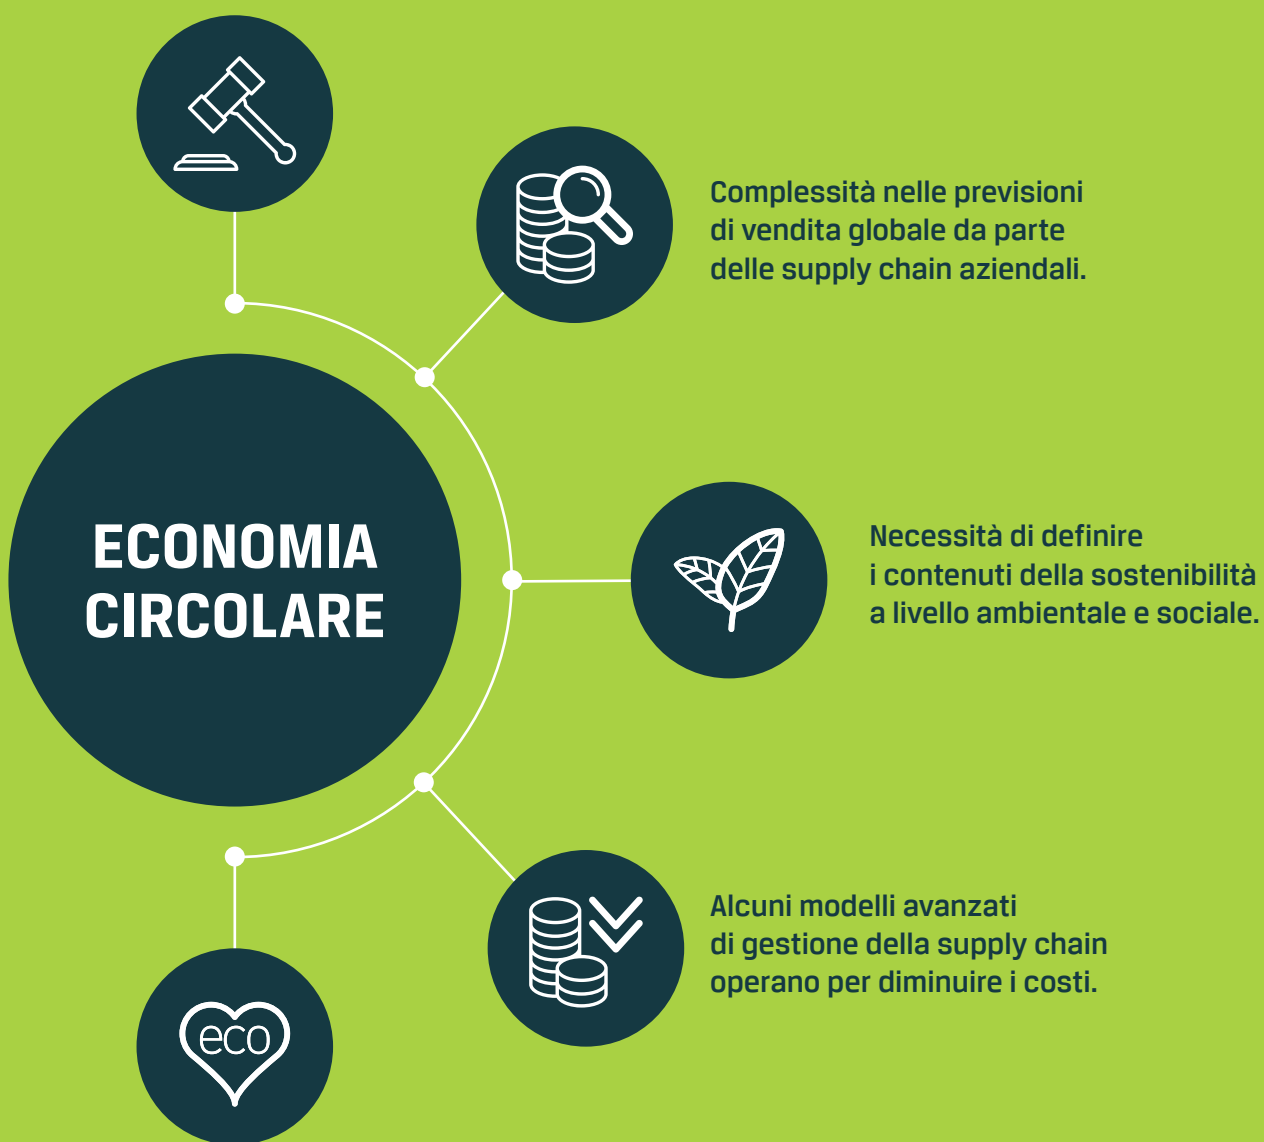 Complessità nelle previsioni
di vendita globale da parte
delle supply chain aziendali.
ECONOMIA
CIRCOLARE
Necessità di definire
i contenuti della sostenibilità
a livello ambientale e sociale.
Alcuni modelli avanzati
di gestione della supply chain
operano per diminuire i costi.
eco